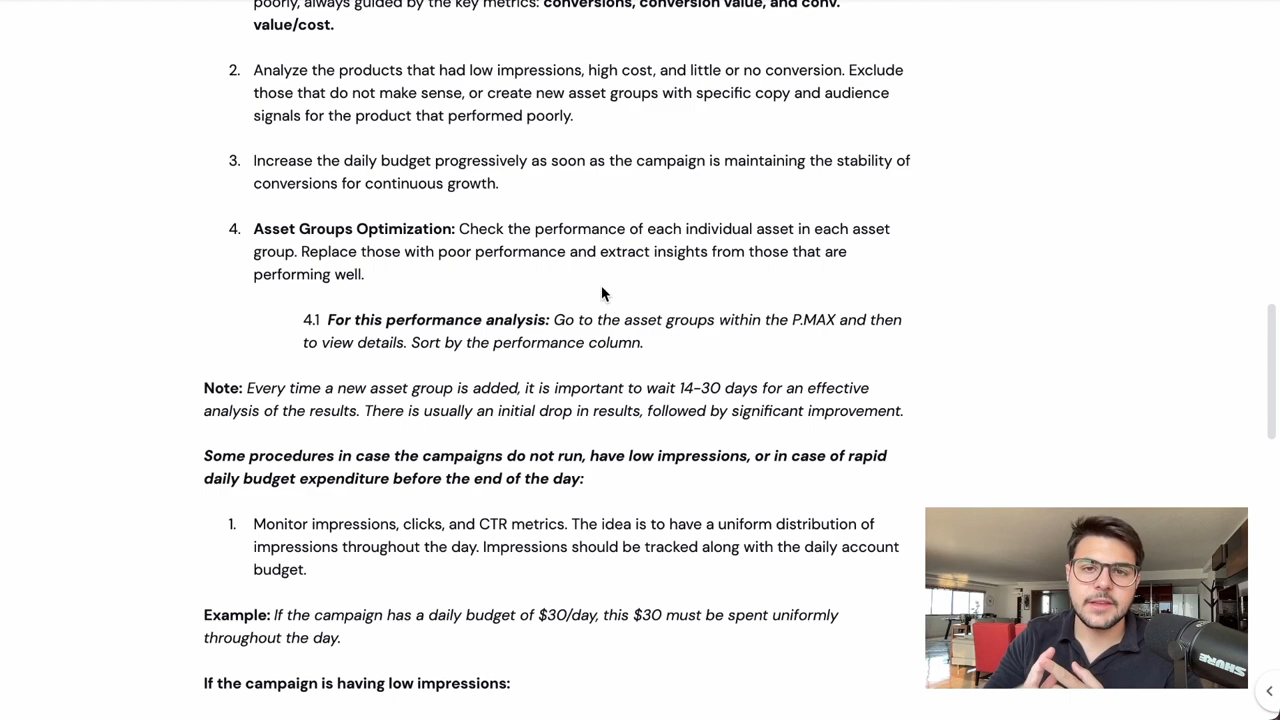 poorly, always guided by the key metrics: conversions, conversion value, and conv.
value/cost.
2. Analyze the products that had low impressions, high cost, and little or no conversion. Exclude
those that do not make sense, or create new asset groups with specific copy and audience
signals for the product that performed poorly.
3. Increase the daily budget progressively as soon as the campaign is maintaining the stability of
conversions for continuous growth.
4. Asset Groups Optimization: Check the performance of each individual asset in each asset
group. Replace those with poor performance and extract insights from those that are
performing well.
4.1 For this performance analysis: Go to the asset groups within the P.MAX and then
to view details. Sort by the performance column.
Note: Every time a new asset group is added, it is important to wait 14-30 days for an effective
analysis of the results. There is usually an initial drop in results, followed by significant improvement.
Some procedures in case the campaigns do not run, have low impressions, or in case of rapid
daily budget expenditure before the end of the day:
1. Monitor impressions, clicks, and CTR metrics. The idea is to have a uniform distribution of
impressions throughout the day. Impressions should be tracked along with the daily account
budget.
Example: If the campaign has a daily budget of $30/day, this $30 must be spent uniformly
throughout the day.
If the campaign is having low impressions:
SHURE